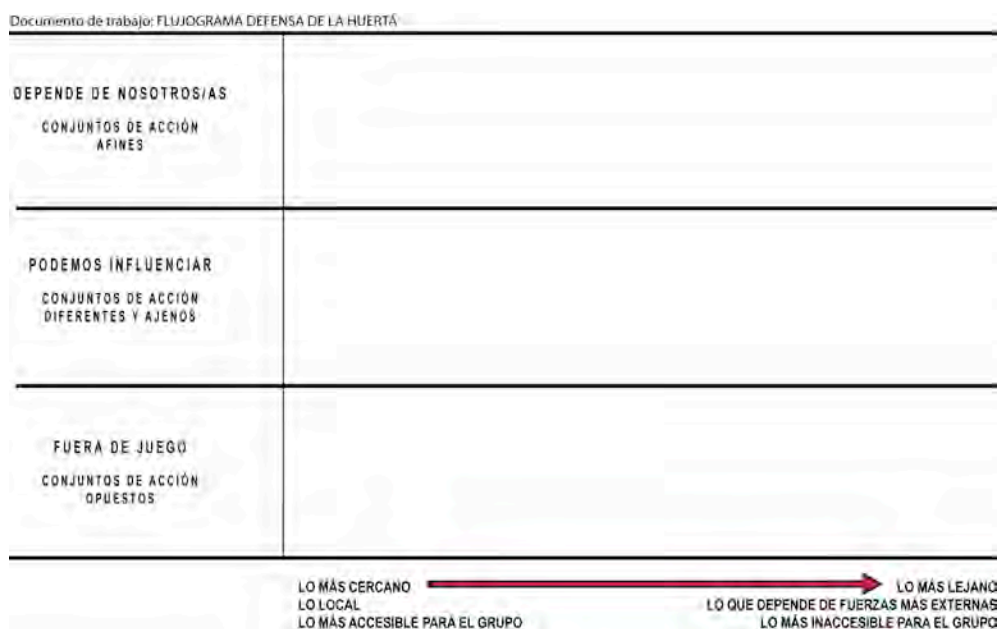 Documento de trabajo: FLUJOGRAMA DEFENSA DE LA HUERTÁ
DEPENDE DE NOSOTROS/AS
CONJUNTOS DE ACCIÓN
AFINES
PODEMOS INFLUENCIAR
CONJUNTOS DE ACCIÓN
DIFERENTES Y AJENOS
FUERA DE JUEGO
CONJUNTOS DE ACCIÓN
OPUESTOS
LO MÁS CERCANO
LO LOCAL
LO MÁS ACCESIBLE PARA EL GRUPO
LO MÁS LEJANO
LO QUE DEPENDE DE FUERZAS MÁS EXTERNAS
LO MÁS INACCESIBLE PARA EL GRUPO